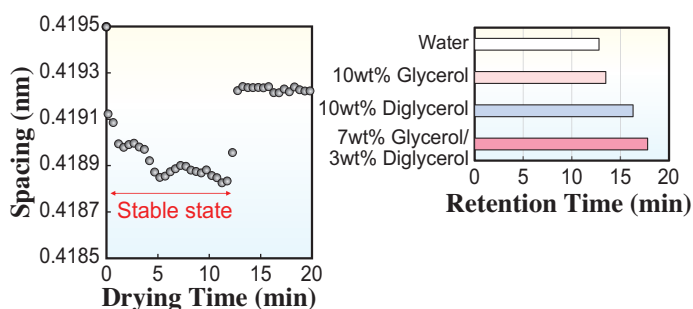 0.4195
0.4193
0.4191
0.4189
0.4187
0.4185
Spacing (nm)
Stable state
0 5 10 15 20
Drying Time (min)
Water
10wt% Glycerol
10wt% Diglycerol
7wt% Glycerol/
3wt% Diglycerol
0 5 10 15 20
Retention Time (min)